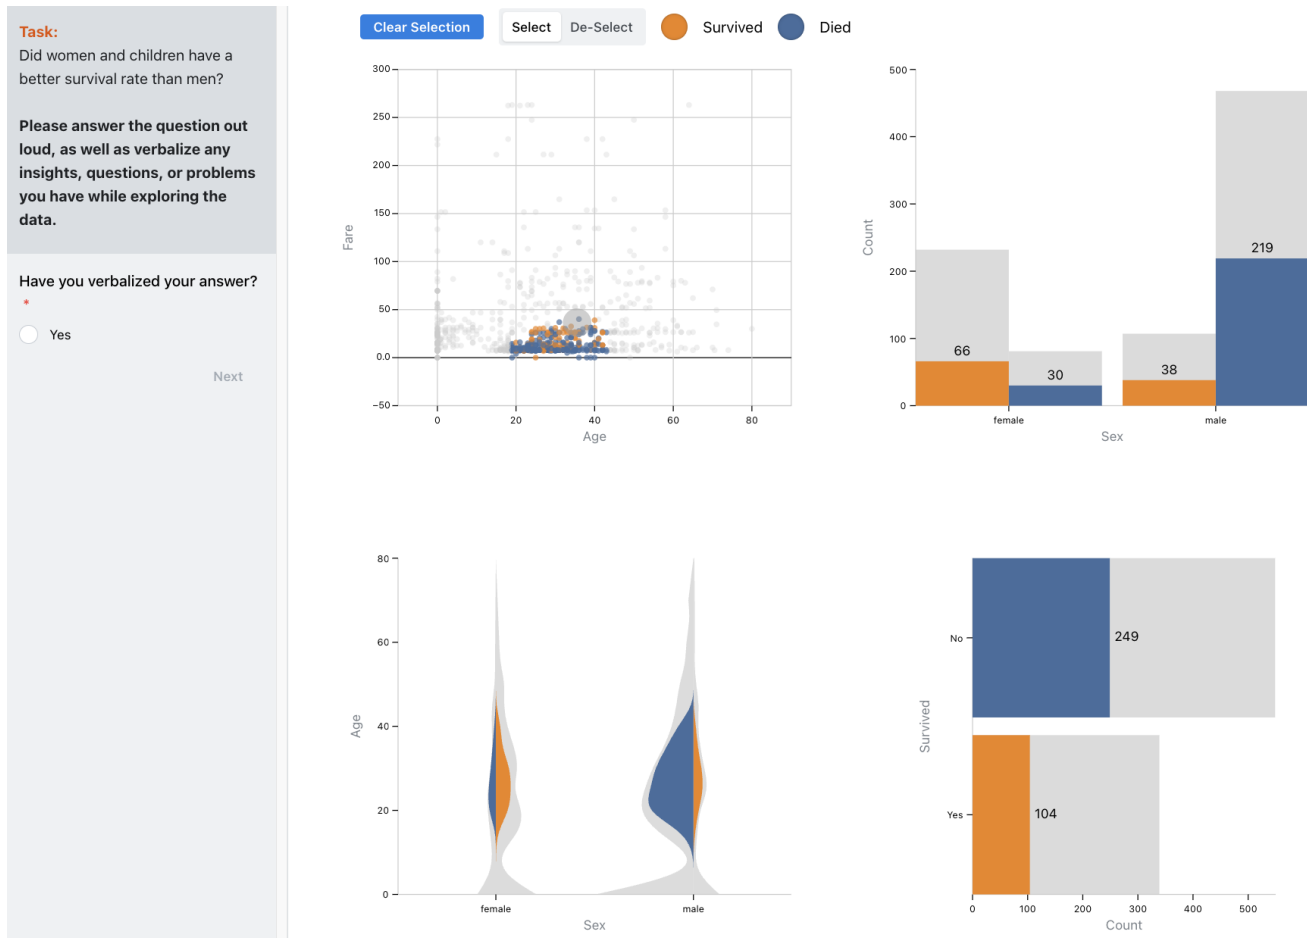 Task:
Did women and children have a
better survival rate than men?
Please answer the question out
loud, as well as verbalize any
insights, questions, or problems
you have while exploring the
data.
Have you verbalized your answer?
*
Yes
Next
Clear Selection
Select
De-Select
Survived
Died
300
250
200
150
100
50
0.0
−50
Fare
0
20
40
60
80
Age
500
400
300
200
100
0
Count
66
30
38
219
female
male
Sex
80
60
40
20
0
Age
female
male
Sex
No
Yes
Survived
249
104
0
100
200
300
400
500
Count